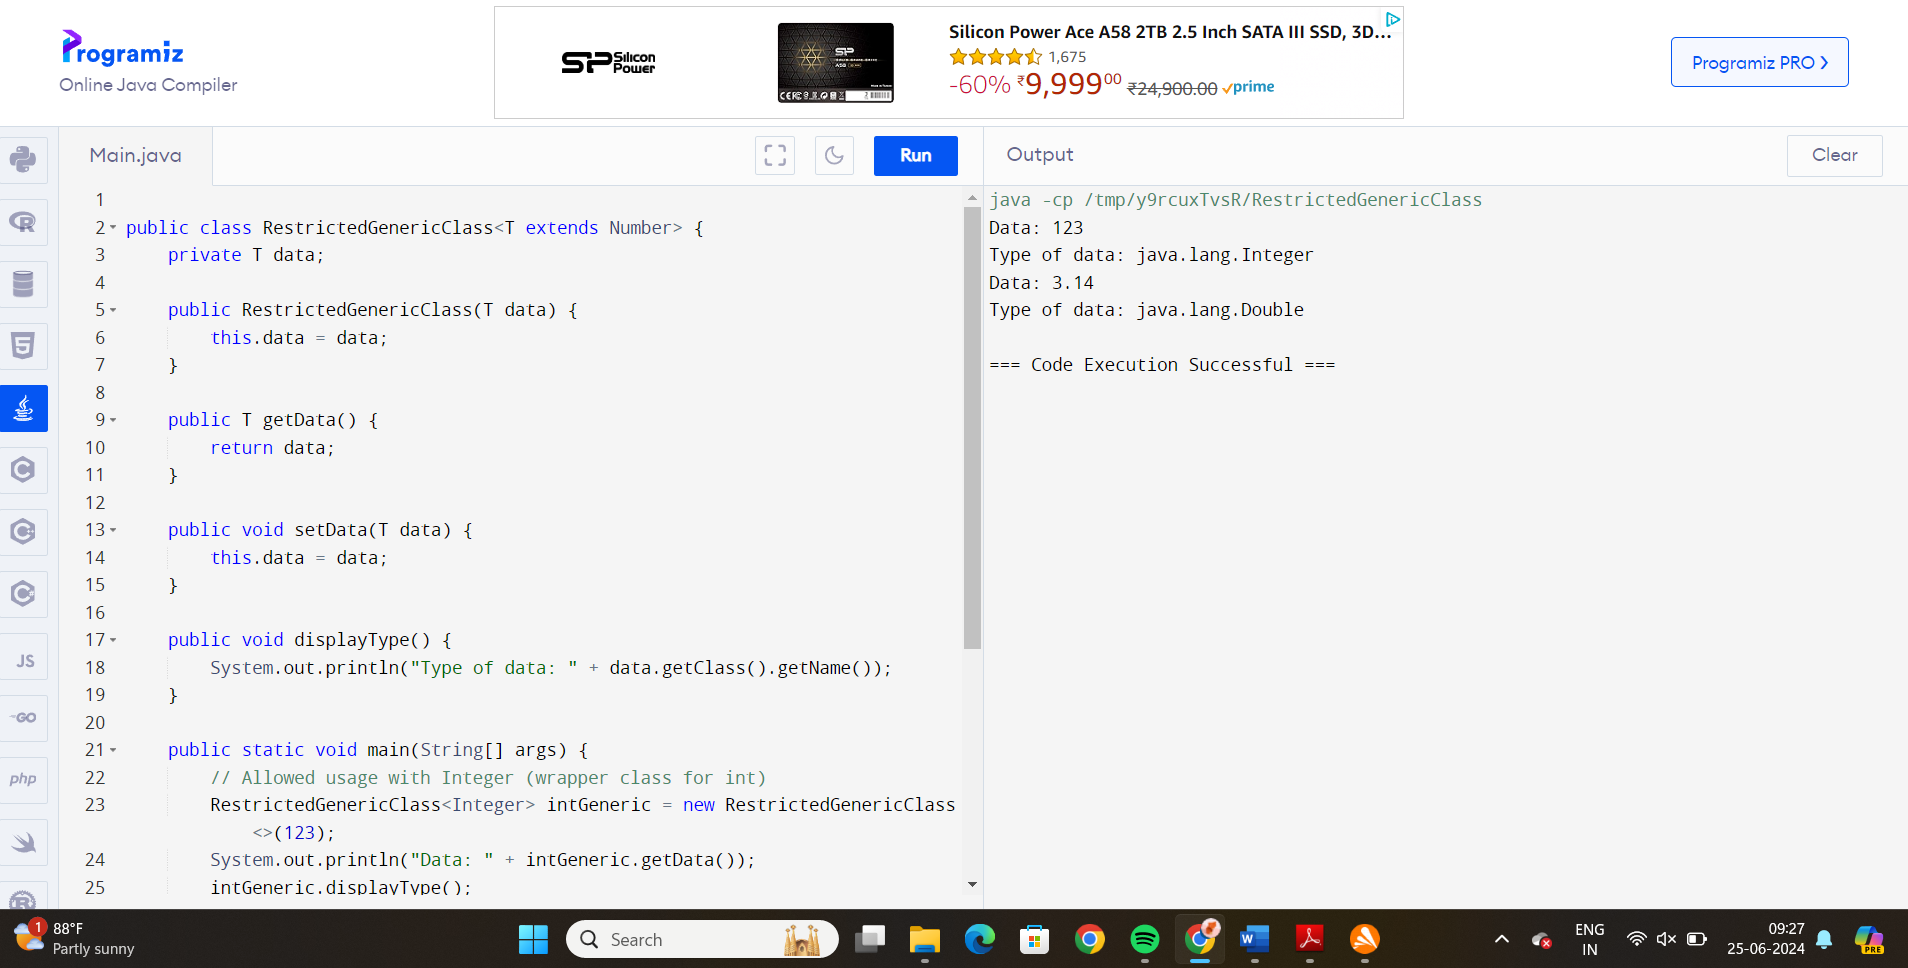 Programiz
Online Java Compiler
SP Silicon Power
SP
A58
Silicon Power Ace A58 2TB 2.5 Inch SATA III SSD, 3D...
1,675
-60% ₹9,99900 ₹24,900.00 prime
Programiz PRO
Main.java
Run
Output
Clear
1
2 public class RestrictedGenericClass<T extends Number> {
3 private T data;
4
5 public RestrictedGenericClass(T data) {
6 this.data = data;
7 }
8
9 public T getData() {
10 return data;
11 }
12
13 public void setData(T data) {
14 this.data = data;
15 }
16
17 public void displayType() {
18 System.out.println("Type of data: " + data.getClass().getName());
19 }
20
21 public static void main(String[] args) {
22 // Allowed usage with Integer (wrapper class for int)
23 RestrictedGenericClass<Integer> intGeneric = new RestrictedGenericClass
<>(123);
24 System.out.println("Data: " + intGeneric.getData());
25 intGeneric.displayType();
java -cp /tmp/y9rcuxTvsR/RestrictedGenericClass
Data: 123
Type of data: java.lang.Integer
Data: 3.14
Type of data: java.lang.Double
=== Code Execution Successful ===
R
5
C
C
C
JS
GO
php
R
1
88°F
Partly sunny
Search
W
ENG
IN
09:27
25-06-2024
PRE